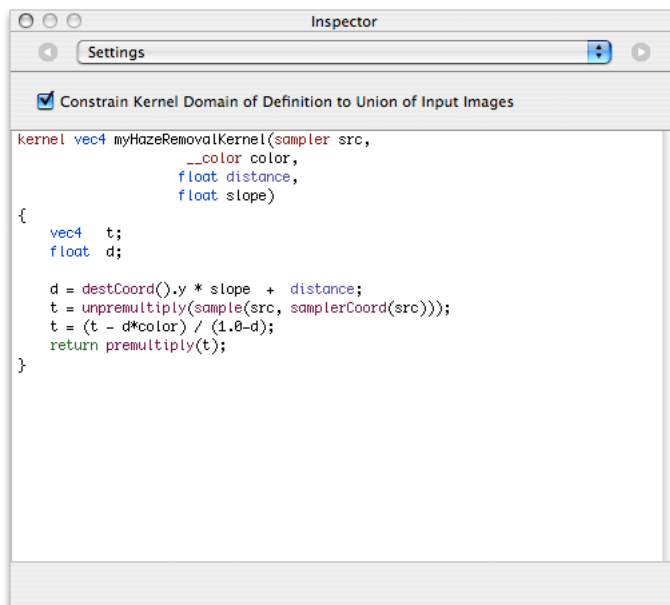 Inspector
Settings
Constrain Kernel Domain of Definition to Union of Input Images
kernel vec4 myHazeRemovalKernel(sampler src,
__color color,
float distance,
float slope)
{
vec4 t;
float d;
d = destCoord().y * slope + distance;
t = unpremultiply(sample(src, samplerCoord(src)));
t = (t - d*color) / (1.0-d);
return premultiply(t);
}